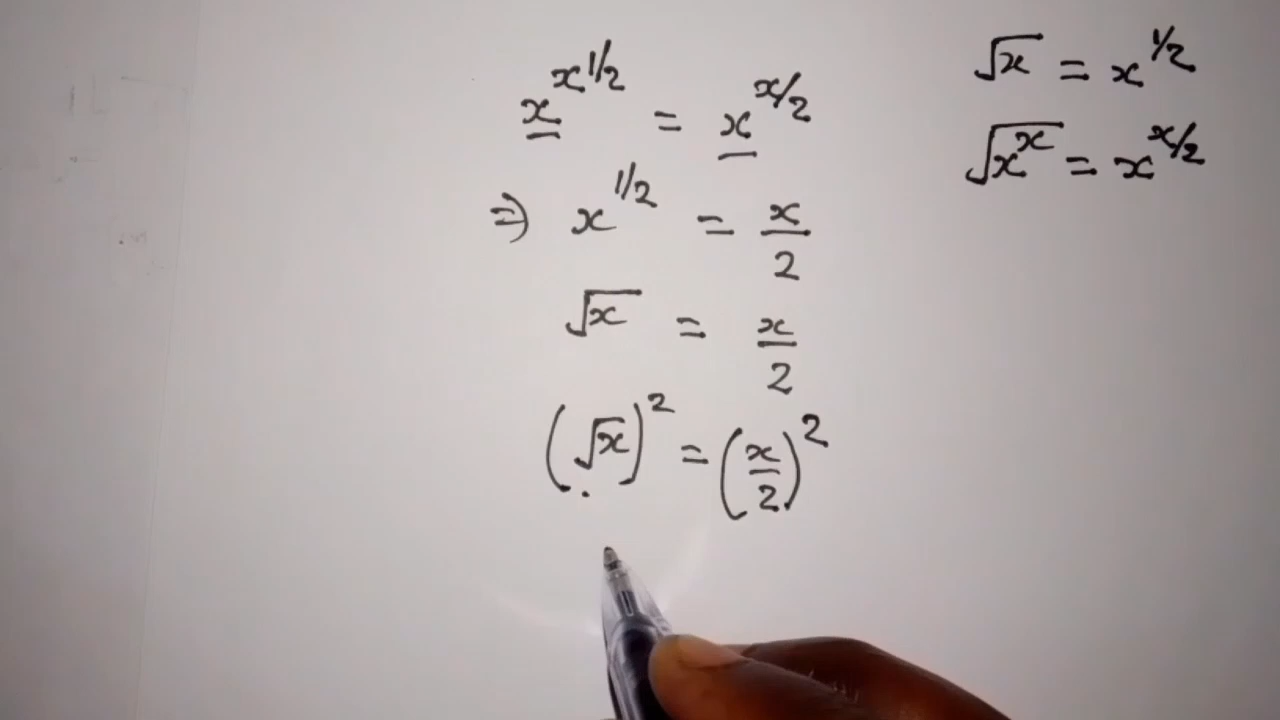 x^{x^{1/2}} = x^{x/2}
⇒ x^{1/2} = x/2
√x = x/2
(√x)^2 = (x/2)^2
√x = x^{1/2}
√(x^x) = x^{x/2}